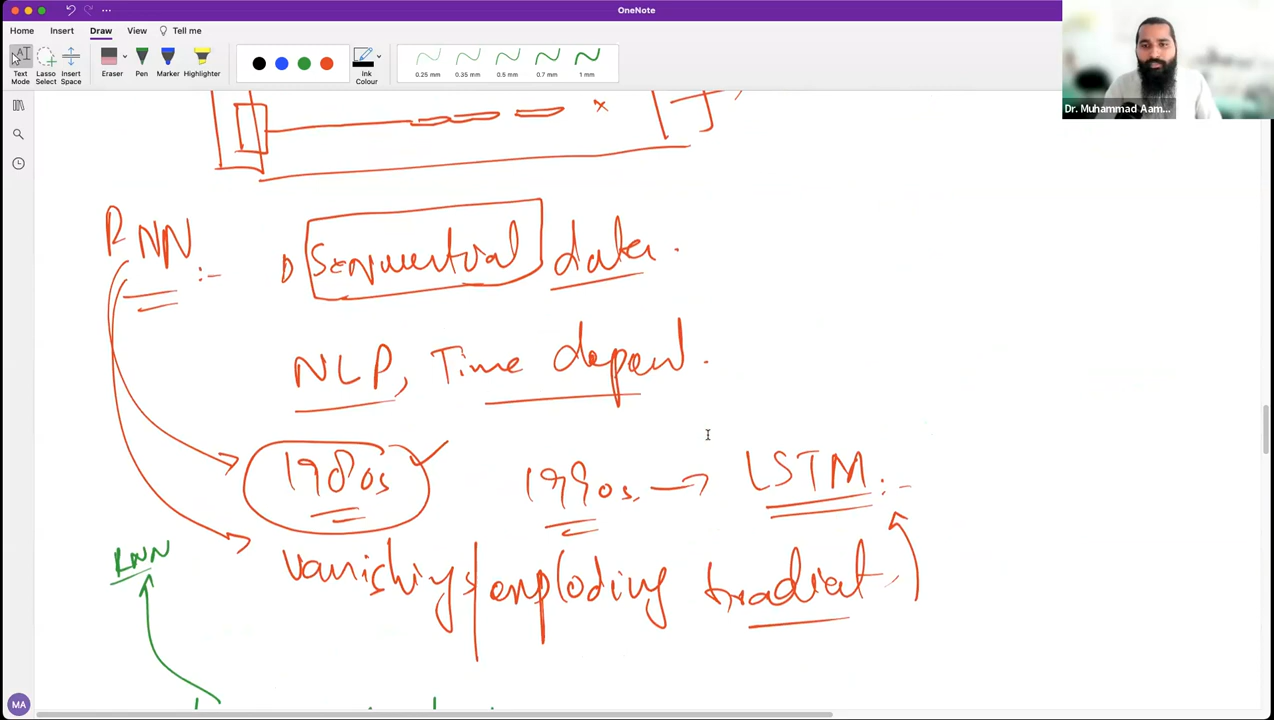 OneNote
Home Insert Draw View Tell me
Text Mode
Lasso Select
Insert Space
Eraser
Pen
Marker
Highlighter
Ink Colour
0.25 mm
0.35 mm
0.5 mm
0.7 mm
1 mm
Dr. Muhammad Aam...
RNN :- Sequential data.
NLP, Time depend.
1980s 1990s. → LSTM :-
RNN
vanishing/exploding gradient
MA